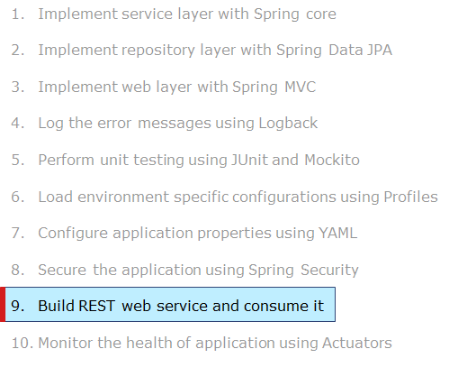 1. Implement service layer with Spring core
2. Implement repository layer with Spring Data JPA
3. Implement web layer with Spring MVC
4. Log the error messages using Logback
5. Perform unit testing using JUnit and Mockito
6. Load environment specific configurations using Profiles
7. Configure application properties using YAML
8. Secure the application using Spring Security
9. Build REST web service and consume it
10. Monitor the health of application using Actuators